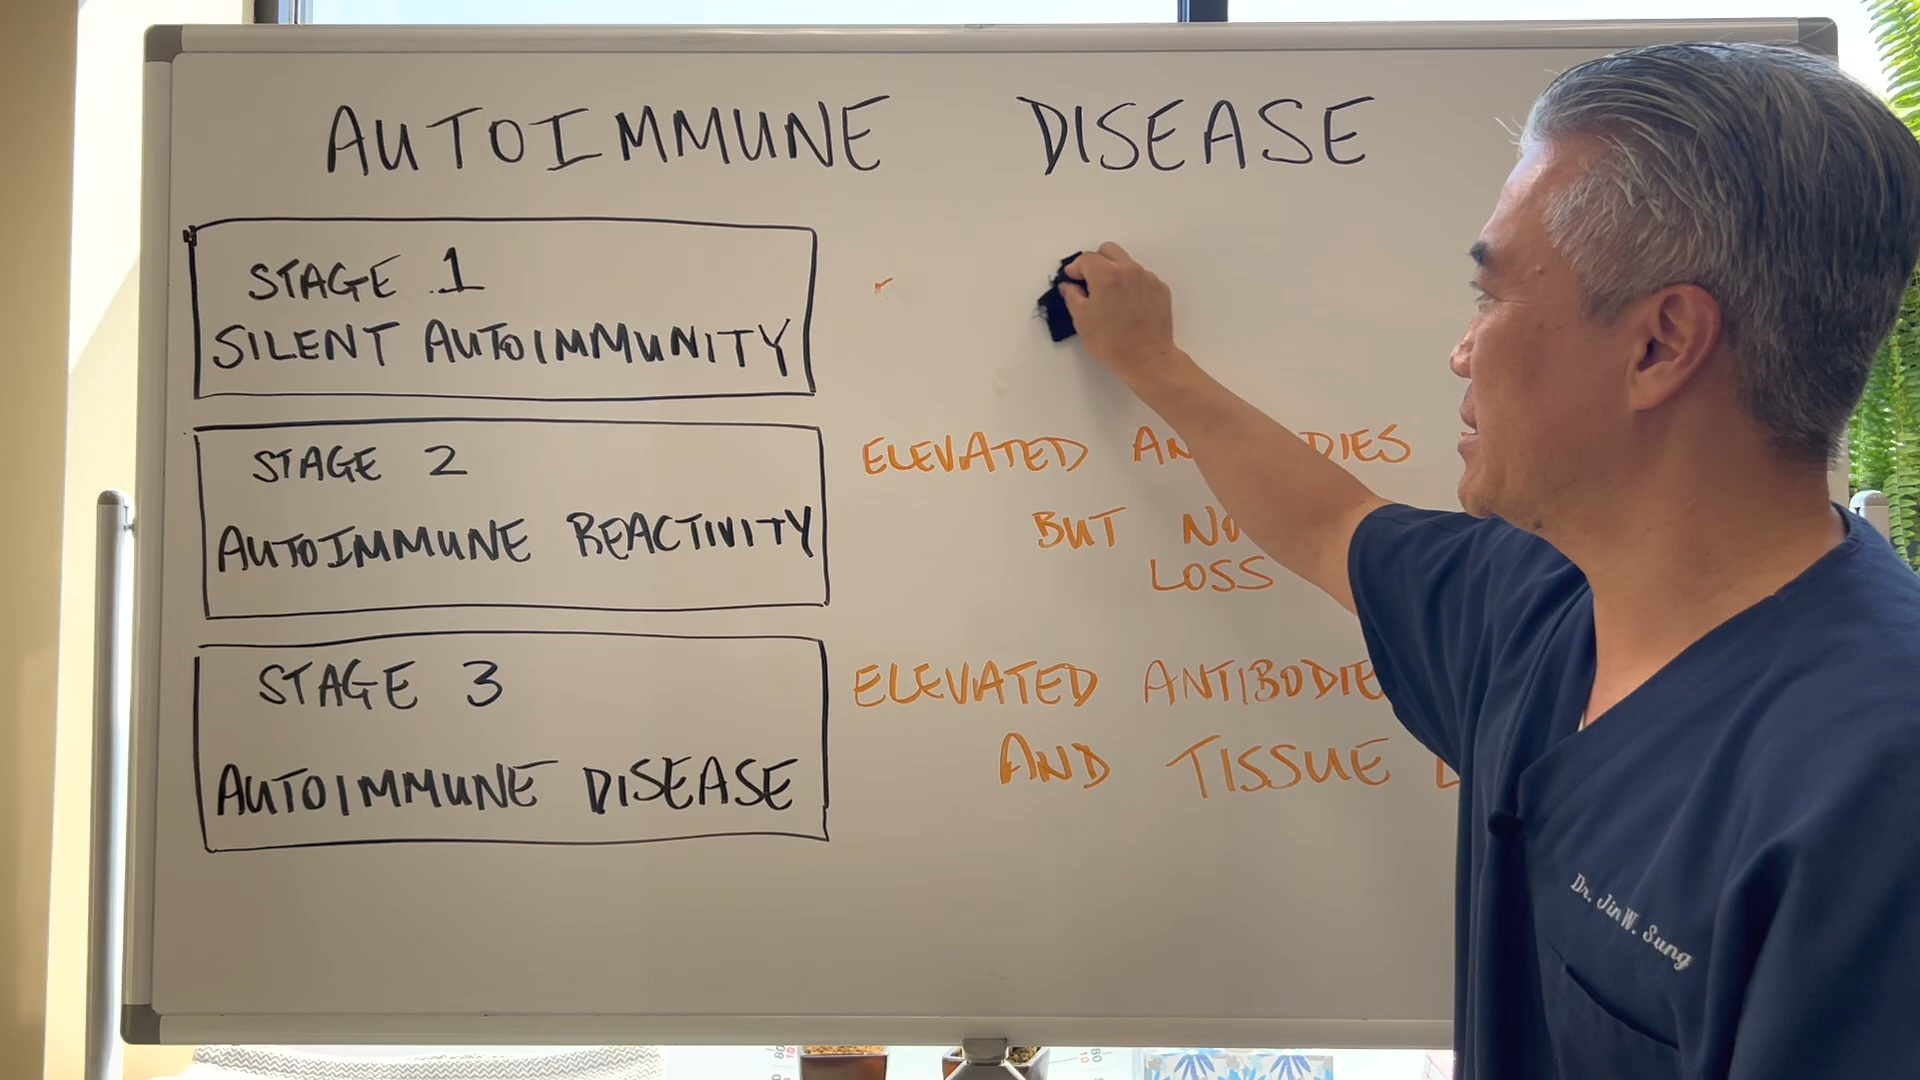 AUTOIMMUNE DISEASE
STAGE 1
SILENT AUTOIMMUNITY
STAGE 2
AUTOIMMUNE REACTIVITY
ELEVATED AN DIES
BUT NO
LOSS
STAGE 3
AUTOIMMUNE DISEASE
ELEVATED ANTIBODIE
AND TISSUE L
Dr. Jin W. Sung